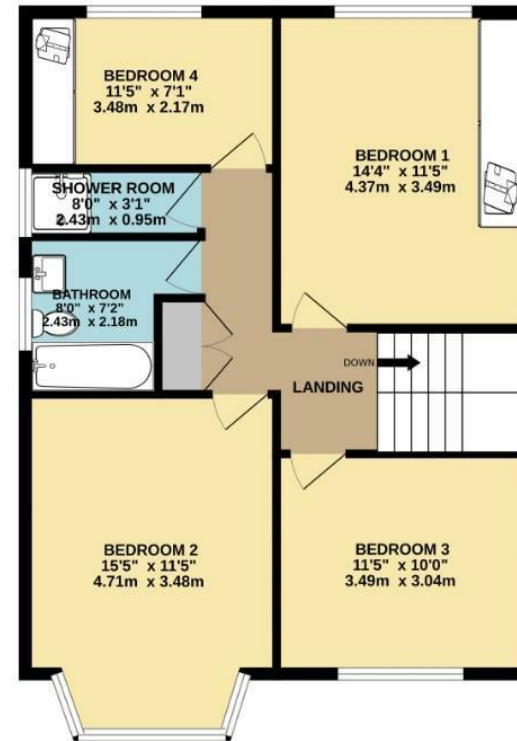 BEDROOM 4
11'5" x 7'1"
3.48m x 2.17m
BEDROOM 1
14'4" x 11'5"
4.37m x 3.49m
SHOWER ROOM
8'0" x 3'1"
2.43m x 0.95m
BATHROOM
8'0" x 7'2"
2.43m x 2.18m
DOWN
LANDING
BEDROOM 2
15'5" x 11'5"
4.71m x 3.48m
BEDROOM 3
11'5" x 10'0"
3.49m x 3.04m